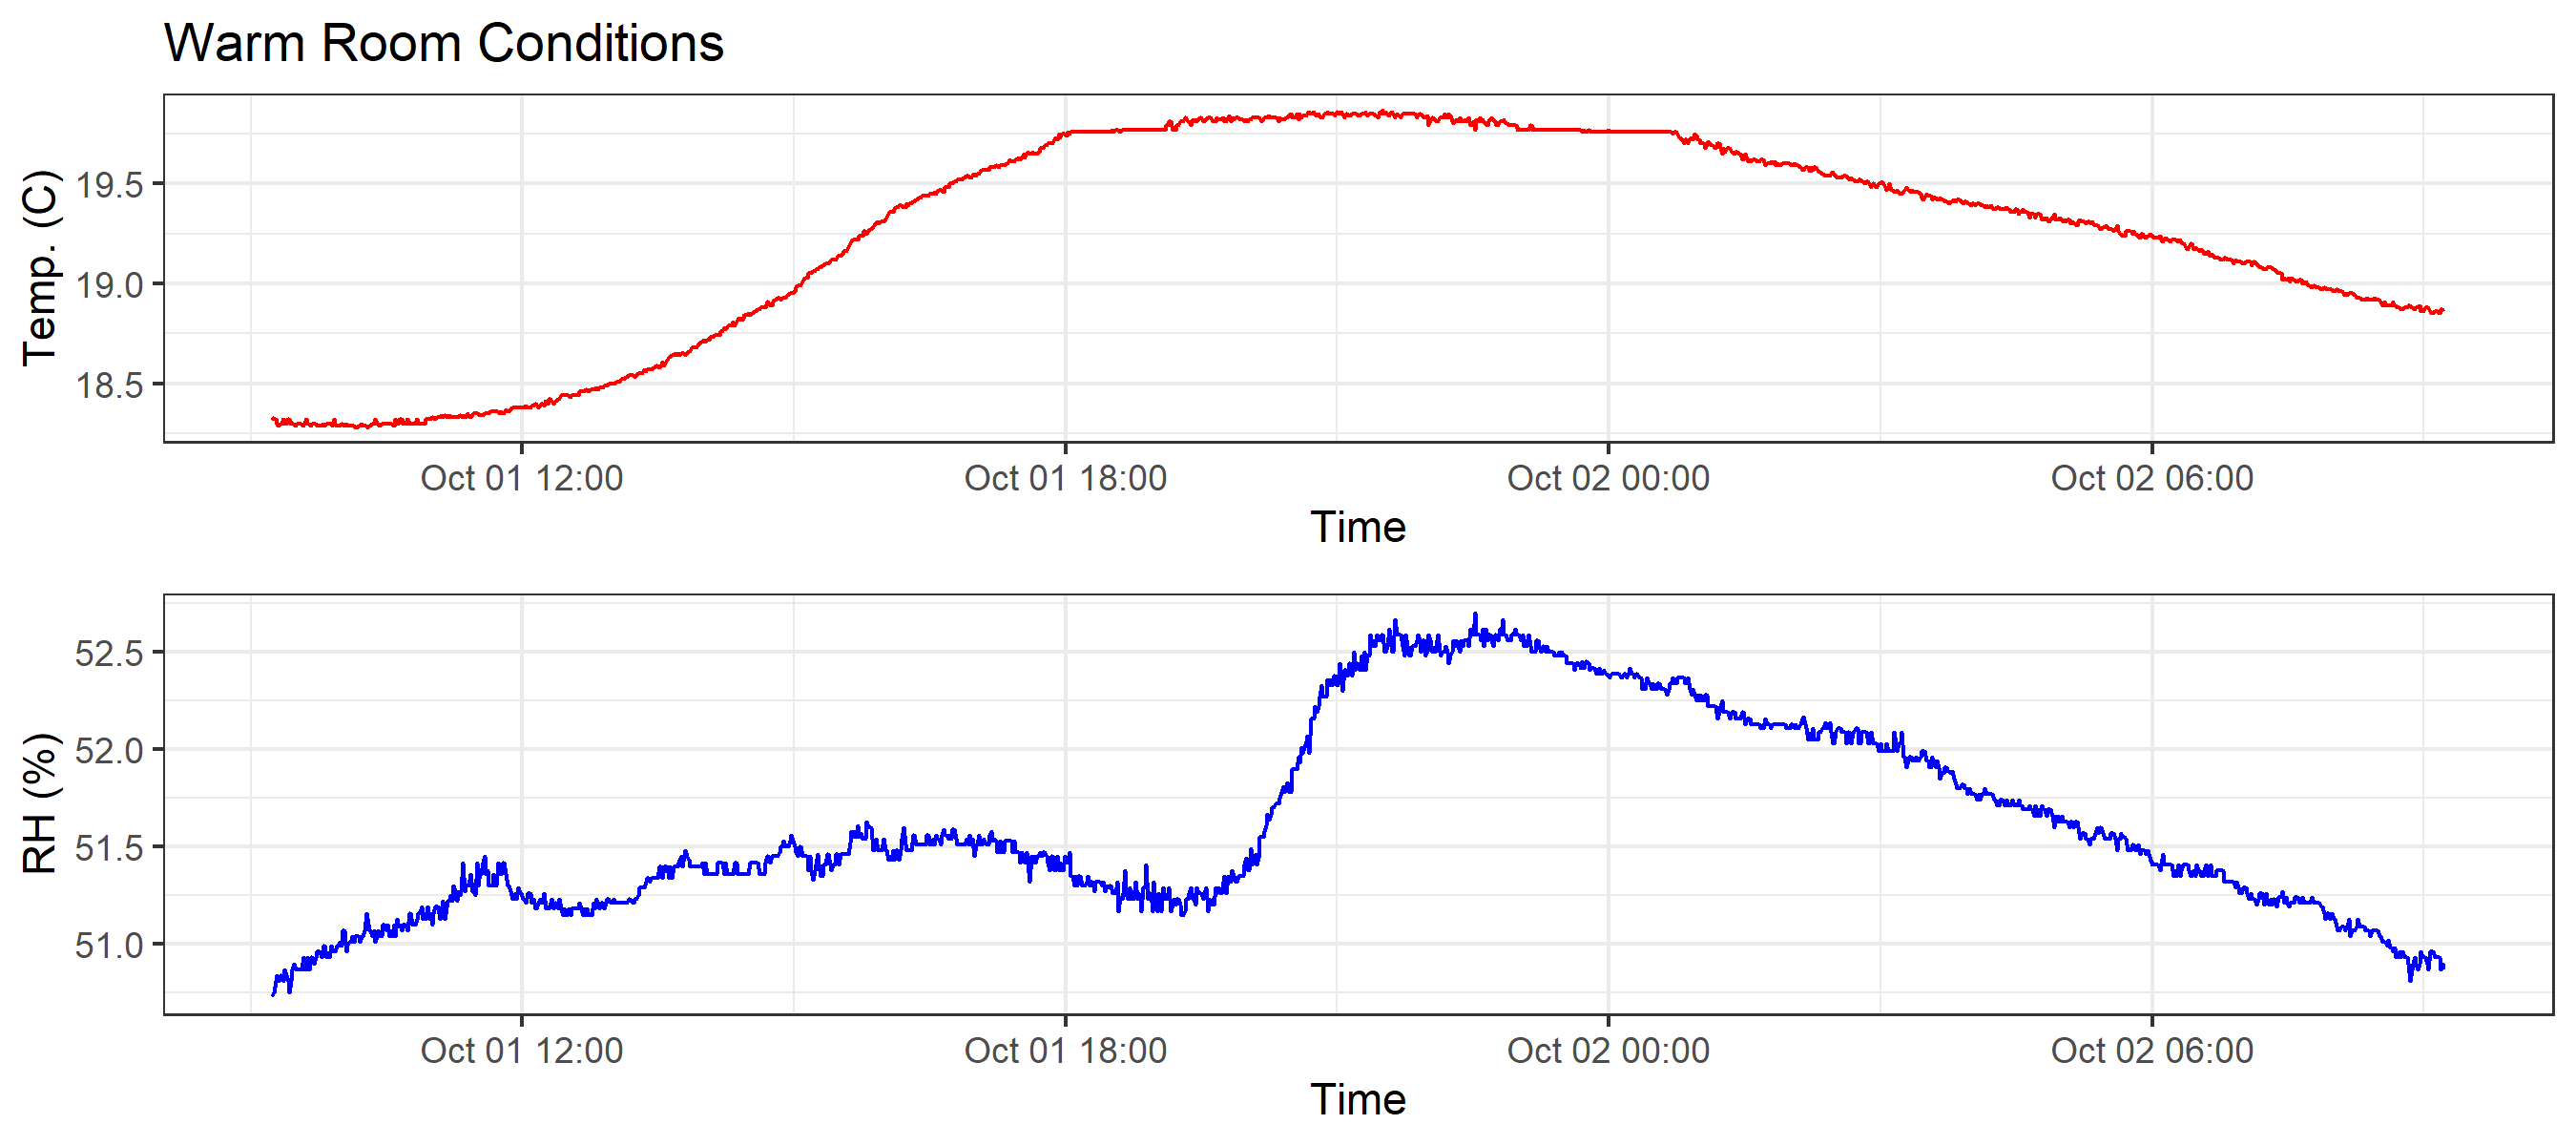 Warm Room Conditions
Temp. (C)
19.5
19.0
18.5
Oct 01 12:00 Oct 01 18:00 Oct 02 00:00 Oct 02 06:00
Time
RH (%)
52.5
52.0
51.5
51.0
Oct 01 12:00 Oct 01 18:00 Oct 02 00:00 Oct 02 06:00
Time